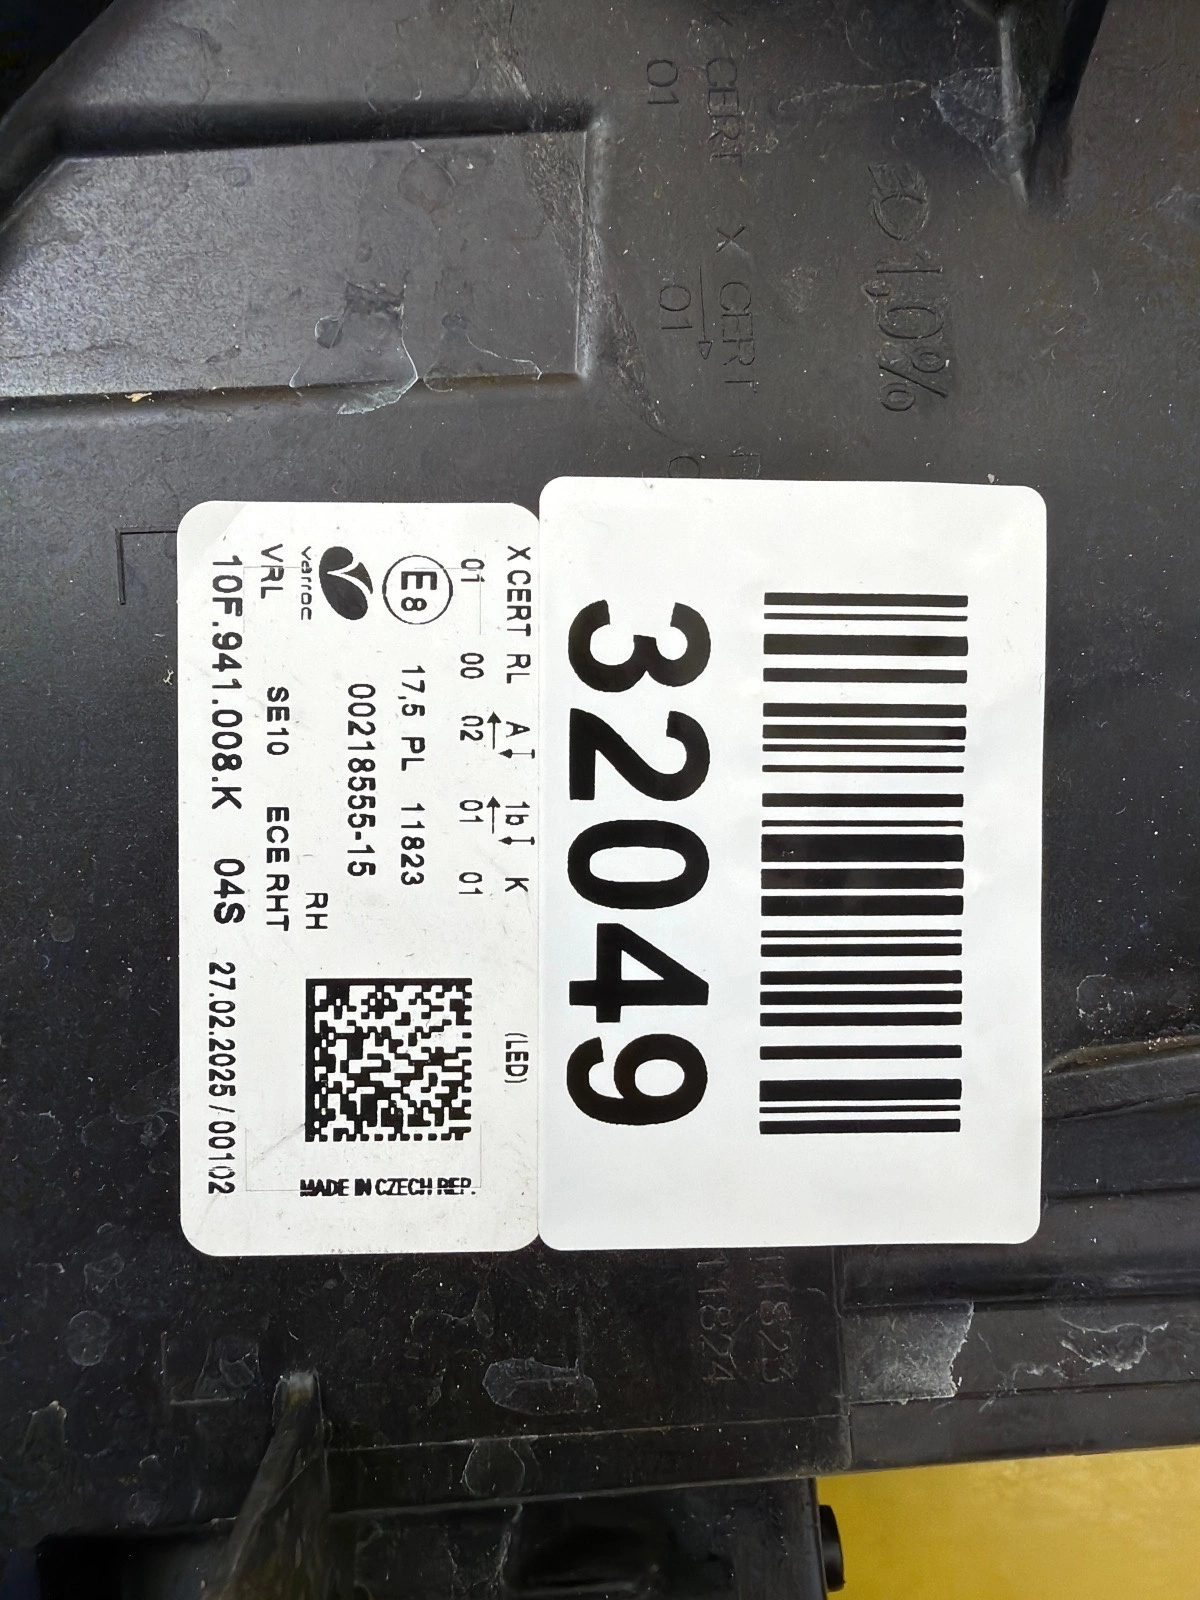 X CERT X CERT
01 01
1,0%
32049
X CERT RL A 1b K (LED)
01 00 02 01 01
E8 17,5 PL 11823
00218555-15
varroc
RH
VRL SE10 ECE RHT
10F.941.008.K 04S 27.02.2025 / 00102
MADE IN CZECH REP.
11823
11824